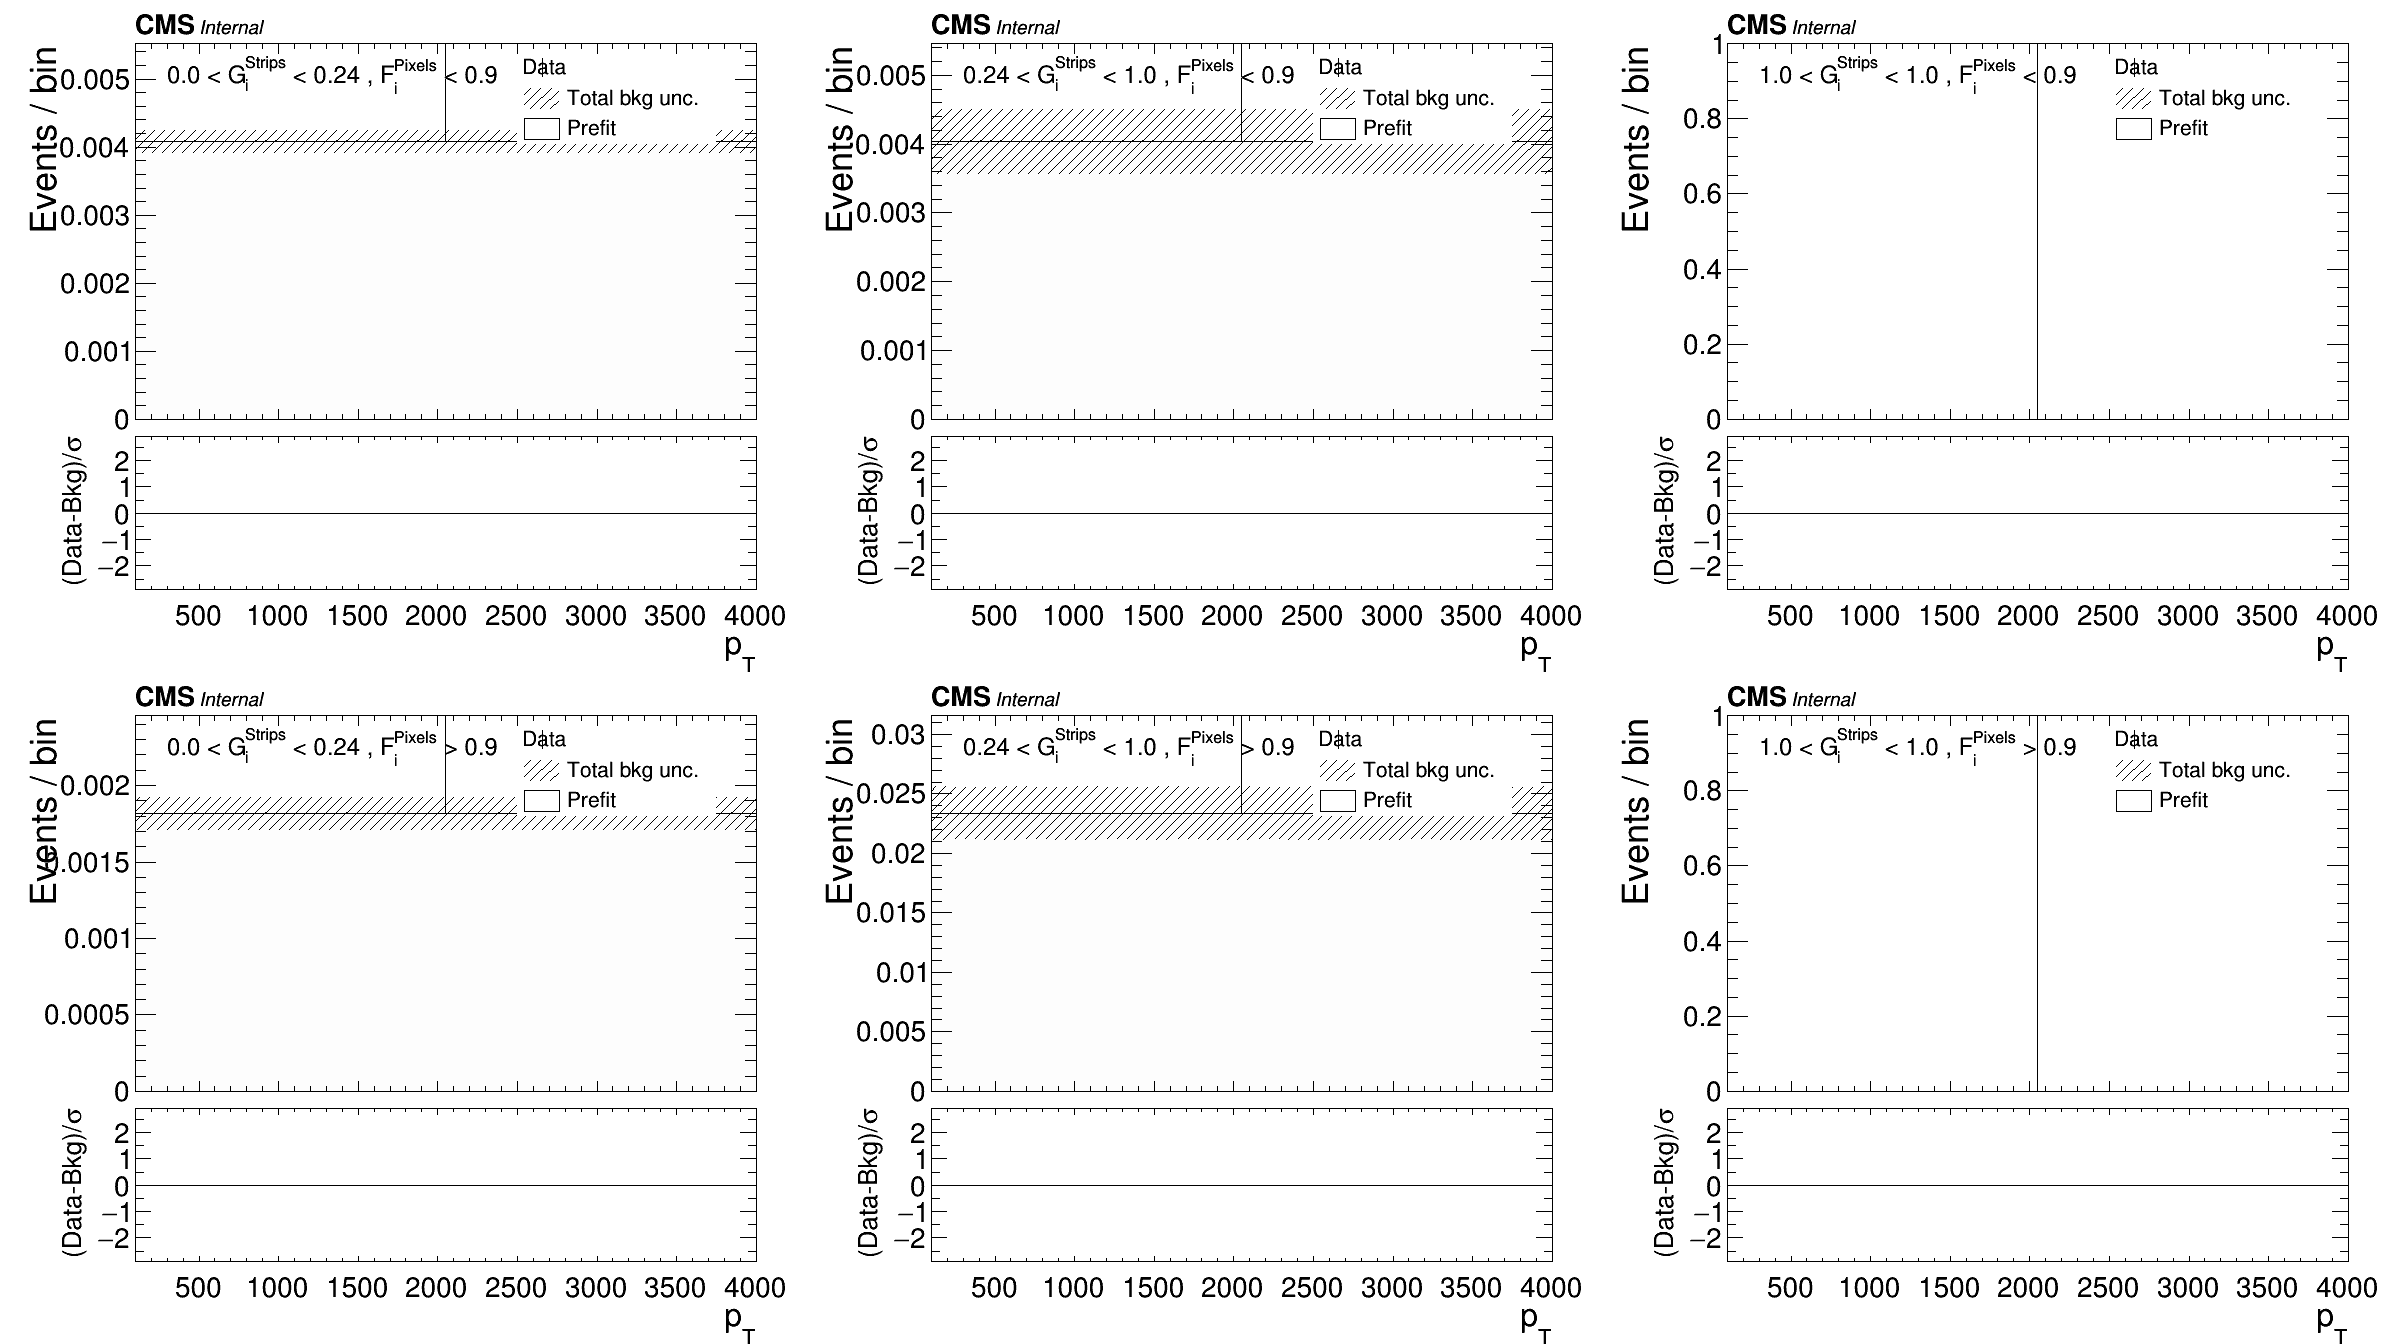 CMS Internal
Events / bin
0.0 < G_i^Strips < 0.24 , F_i^Pixels < 0.9
Data
Total bkg unc.
Prefit
0.005
0.004
0.003
0.002
0.001
0
(Data-Bkg)/σ
2
1
0
−1
−2
500 1000 1500 2000 2500 3000 3500 4000
p_T
CMS Internal
Events / bin
0.24 < G_i^Strips < 1.0 , F_i^Pixels < 0.9
Data
Total bkg unc.
Prefit
0.005
0.004
0.003
0.002
0.001
0
(Data-Bkg)/σ
2
1
0
−1
−2
500 1000 1500 2000 2500 3000 3500 4000
p_T
CMS Internal
Events / bin
1.0 < G_i^Strips < 1.0 , F_i^Pixels < 0.9
Data
Total bkg unc.
Prefit
1
0.8
0.6
0.4
0.2
0
(Data-Bkg)/σ
2
1
0
−1
−2
500 1000 1500 2000 2500 3000 3500 4000
p_T
CMS Internal
Events / bin
0.0 < G_i^Strips < 0.24 , F_i^Pixels > 0.9
Data
Total bkg unc.
Prefit
0.002
0.0015
0.001
0.0005
0
(Data-Bkg)/σ
2
1
0
−1
−2
500 1000 1500 2000 2500 3000 3500 4000
p_T
CMS Internal
Events / bin
0.24 < G_i^Strips < 1.0 , F_i^Pixels > 0.9
Data
Total bkg unc.
Prefit
0.03
0.025
0.02
0.015
0.01
0.005
0
(Data-Bkg)/σ
2
1
0
−1
−2
500 1000 1500 2000 2500 3000 3500 4000
p_T
CMS Internal
Events / bin
1.0 < G_i^Strips < 1.0 , F_i^Pixels > 0.9
Data
Total bkg unc.
Prefit
1
0.8
0.6
0.4
0.2
0
(Data-Bkg)/σ
2
1
0
−1
−2
500 1000 1500 2000 2500 3000 3500 4000
p_T